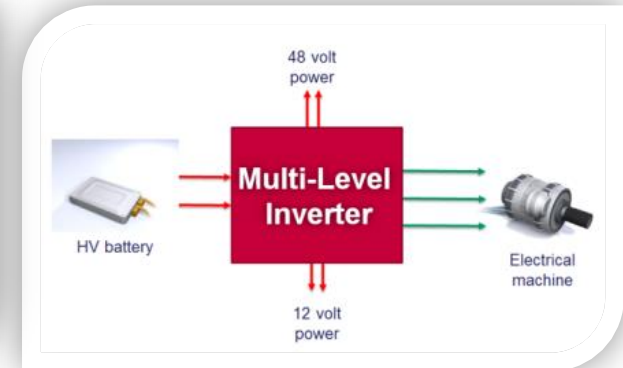 48 volt
power
Multi-Level
Inverter
HV battery
Electrical
machine
12 volt
power